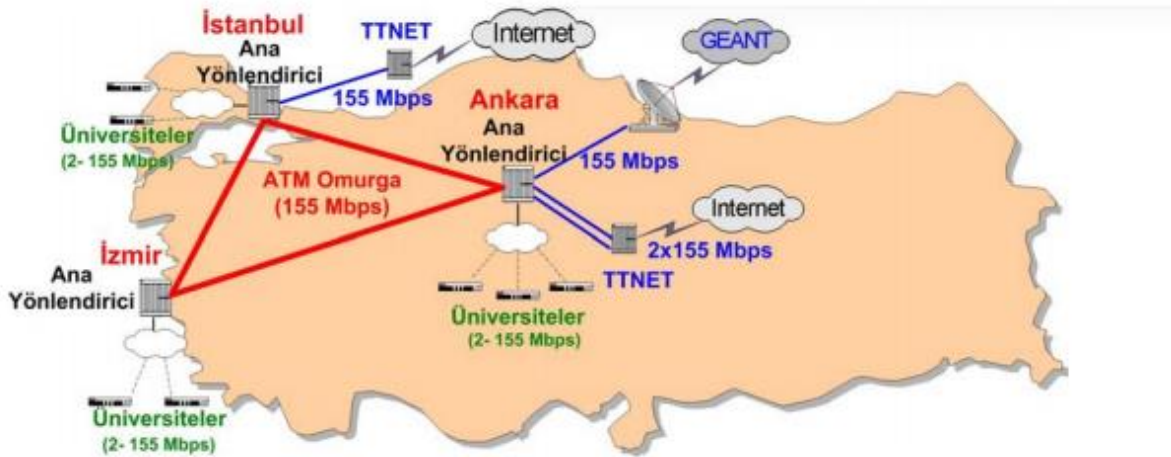 İstanbul
Ana
Yönlendirici
TTNET
Internet
155 Mbps
GEANT
Üniversiteler
(2- 155 Mbps)
Ankara
Ana
Yönlendirici
155 Mbps
ATM Omurga
(155 Mbps)
Internet
2x155 Mbps
TTNET
İzmir
Ana
Yönlendirici
Üniversiteler
(2- 155 Mbps)
Üniversiteler
(2- 155 Mbps)